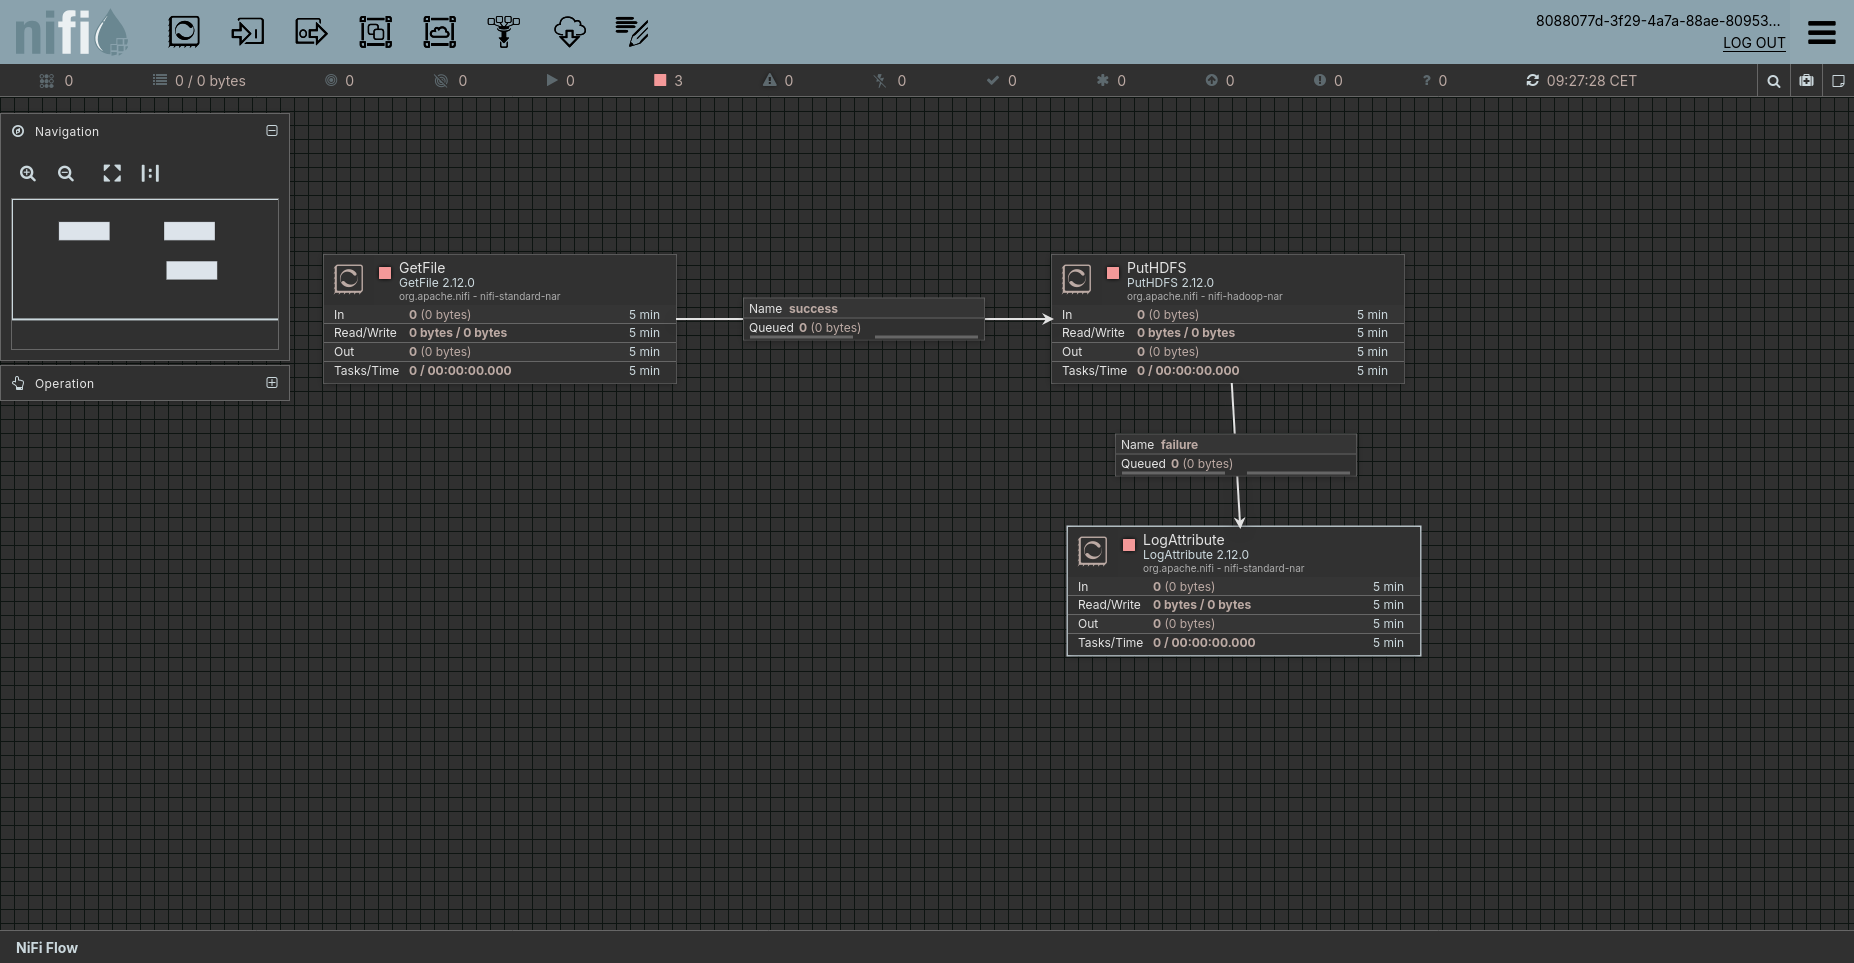 nifi
8088077d-3f29-4a7a-88ae-80953...
LOG OUT
0 0 / 0 bytes 0 0 0 3 0 0 0 0 0 0 ? 0 09:27:28 CET
Navigation
Operation
GetFile
GetFile 2.12.0
org.apache.nifi - nifi-standard-nar
In 0 (0 bytes) 5 min
Read/Write 0 bytes / 0 bytes 5 min
Out 0 (0 bytes) 5 min
Tasks/Time 0 / 00:00:00.000 5 min
Name success
Queued 0 (0 bytes)
PutHDFS
PutHDFS 2.12.0
org.apache.nifi - nifi-hadoop-nar
In 0 (0 bytes) 5 min
Read/Write 0 bytes / 0 bytes 5 min
Out 0 (0 bytes) 5 min
Tasks/Time 0 / 00:00:00.000 5 min
Name failure
Queued 0 (0 bytes)
LogAttribute
LogAttribute 2.12.0
org.apache.nifi - nifi-standard-nar
In 0 (0 bytes) 5 min
Read/Write 0 bytes / 0 bytes 5 min
Out 0 (0 bytes) 5 min
Tasks/Time 0 / 00:00:00.000 5 min
NiFi Flow